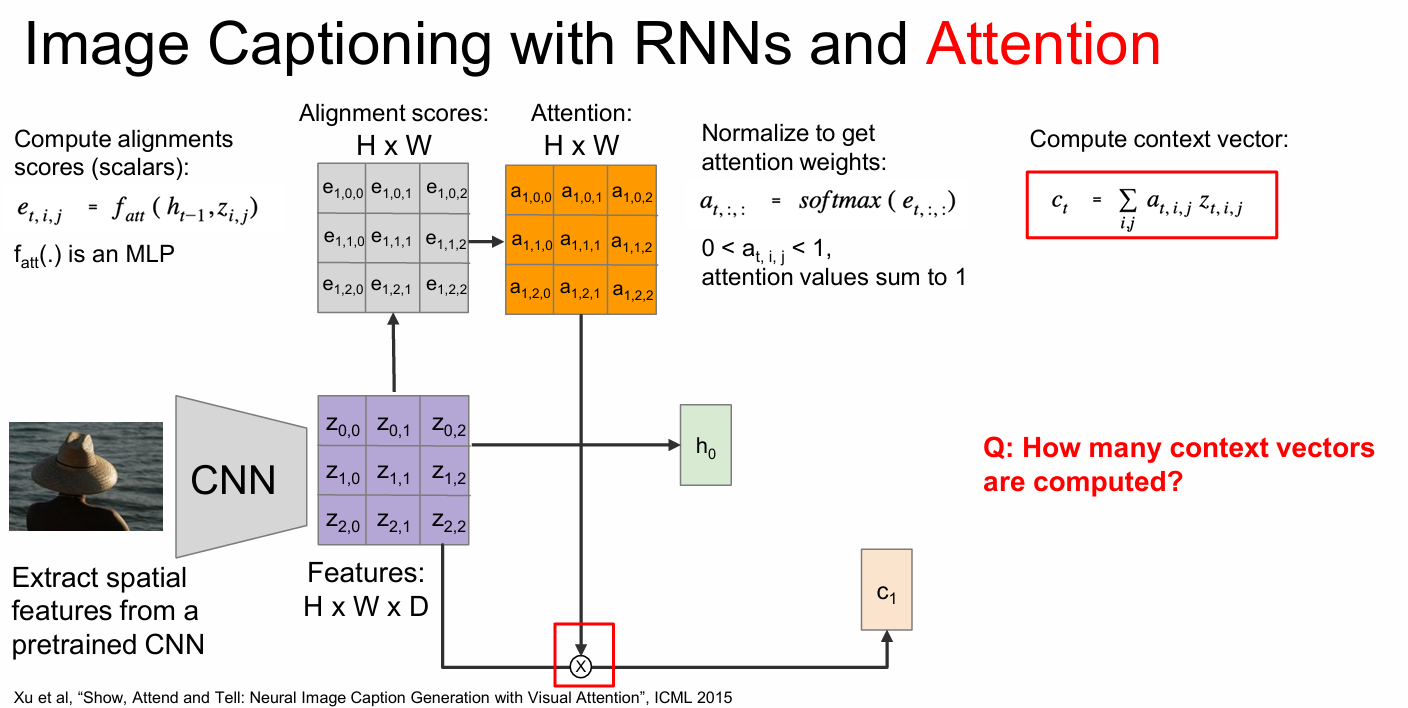 Image Captioning with RNNs and Attention
Compute alignments
scores (scalars):
e_{t,i,j} = f_{att} ( h_{t-1}, z_{i,j} )
f_{att}(.) is an MLP
Alignment scores:
H x W
e_{1,0,0} e_{1,0,1} e_{1,0,2}
e_{1,1,0} e_{1,1,1} e_{1,1,2}
e_{1,2,0} e_{1,2,1} e_{1,2,2}
Attention:
H x W
a_{1,0,0} a_{1,0,1} a_{1,0,2}
a_{1,1,0} a_{1,1,1} a_{1,1,2}
a_{1,2,0} a_{1,2,1} a_{1,2,2}
Normalize to get
attention weights:
a_{t,:,:} = softmax ( e_{t,:,:} )
0 < a_{t, i, j} < 1,
attention values sum to 1
Compute context vector:
c_t = ∑_{i,j} a_{t,i,j} z_{t,i,j}
CNN
z_{0,0} z_{0,1} z_{0,2}
z_{1,0} z_{1,1} z_{1,2}
z_{2,0} z_{2,1} z_{2,2}
h_0
Q: How many context vectors
are computed?
Extract spatial
features from a
pretrained CNN
Features:
H x W x D
X
c_1
Xu et al, “Show, Attend and Tell: Neural Image Caption Generation with Visual Attention”, ICML 2015